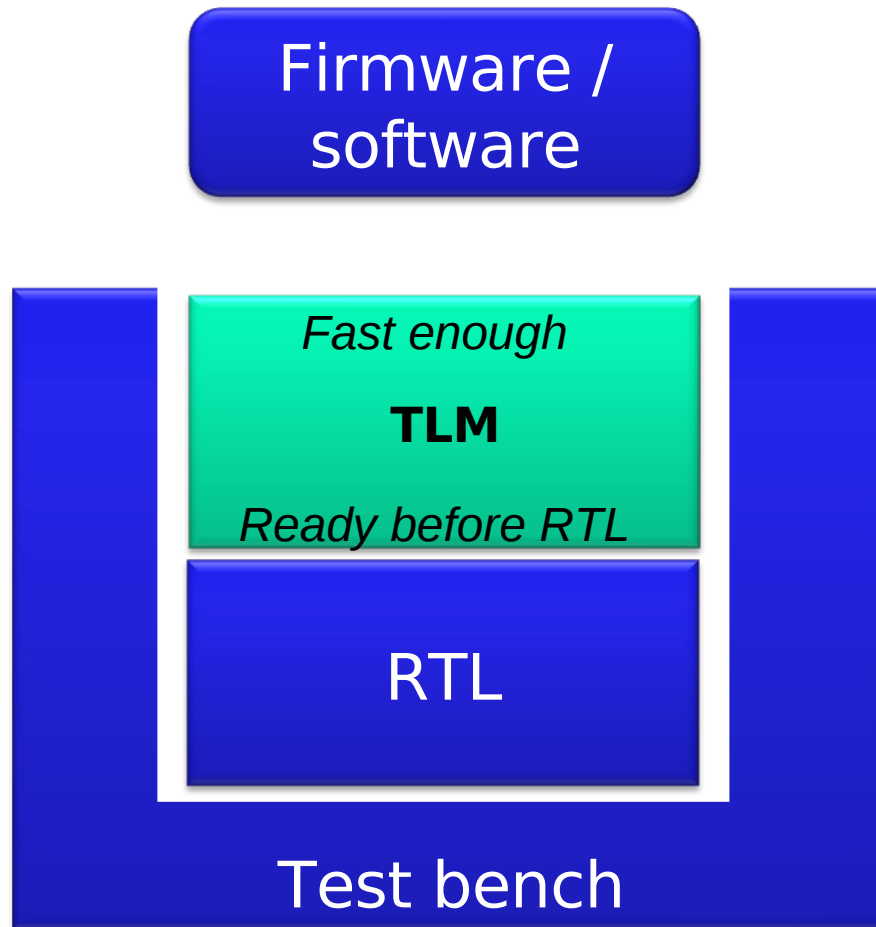 Firmware /
software
Fast enough
TLM
Ready before RTL
RTL
Test bench